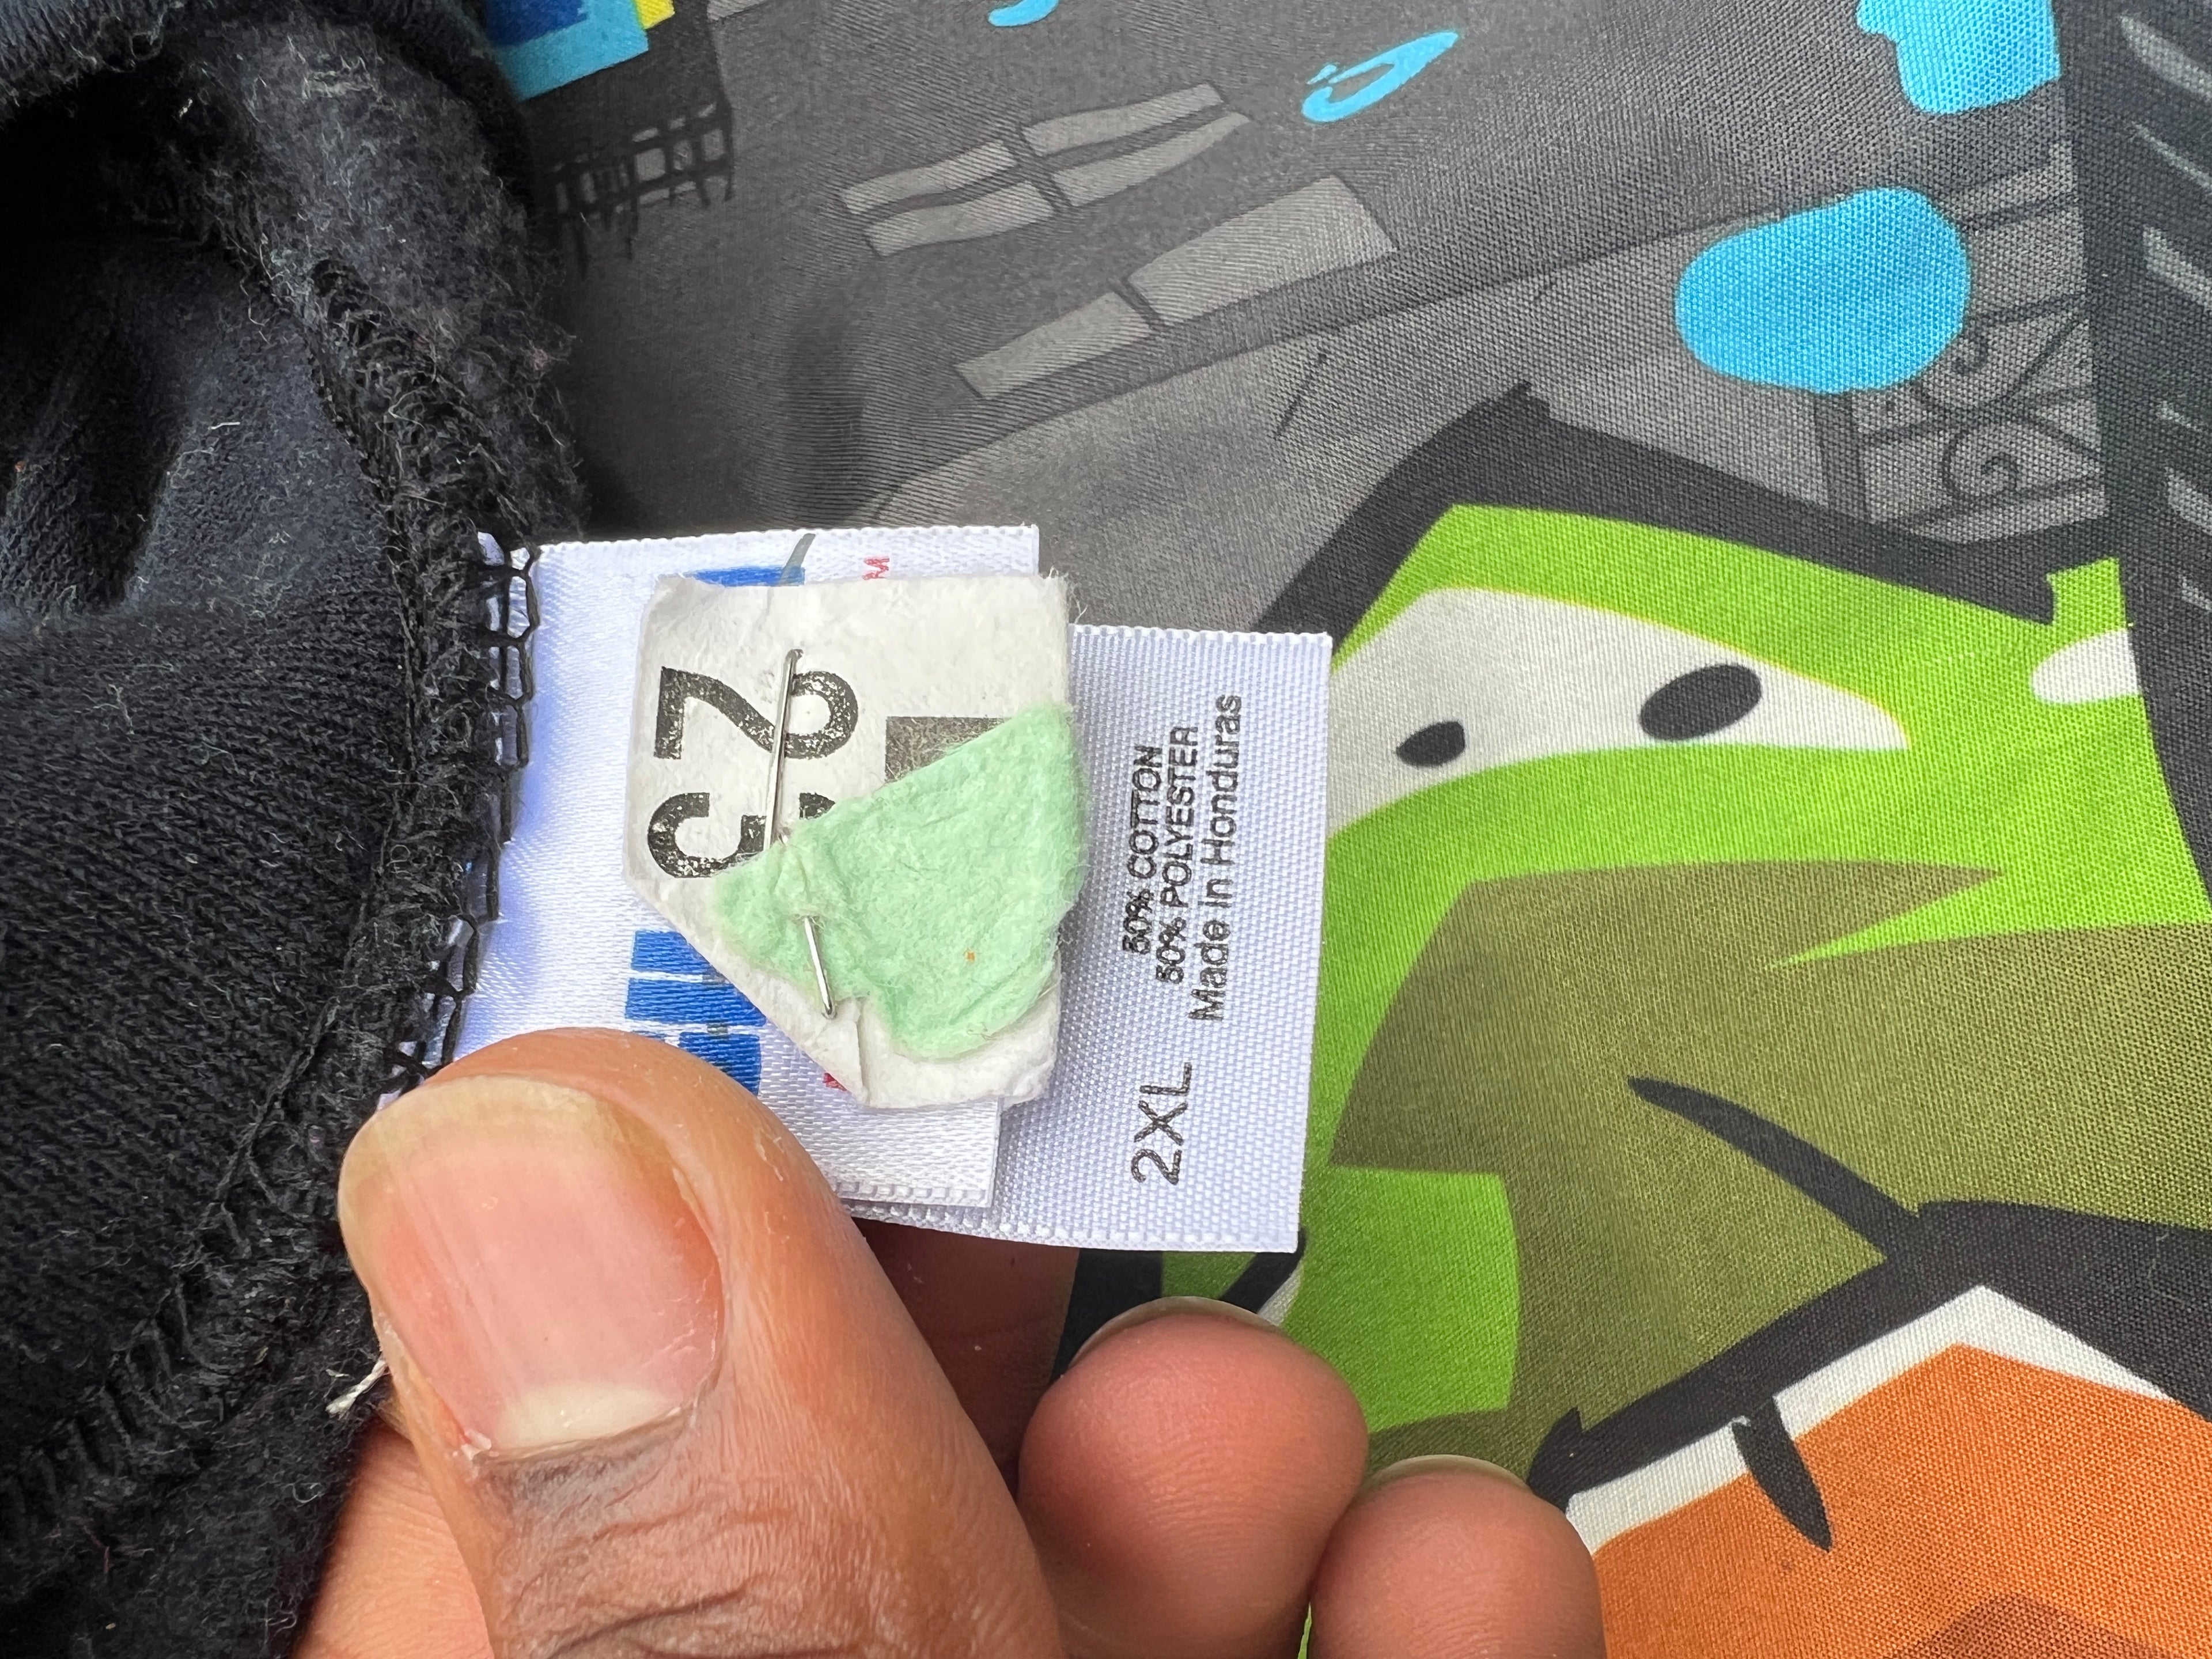 50% COTTON
50% POLYESTER
2XL Made in Honduras